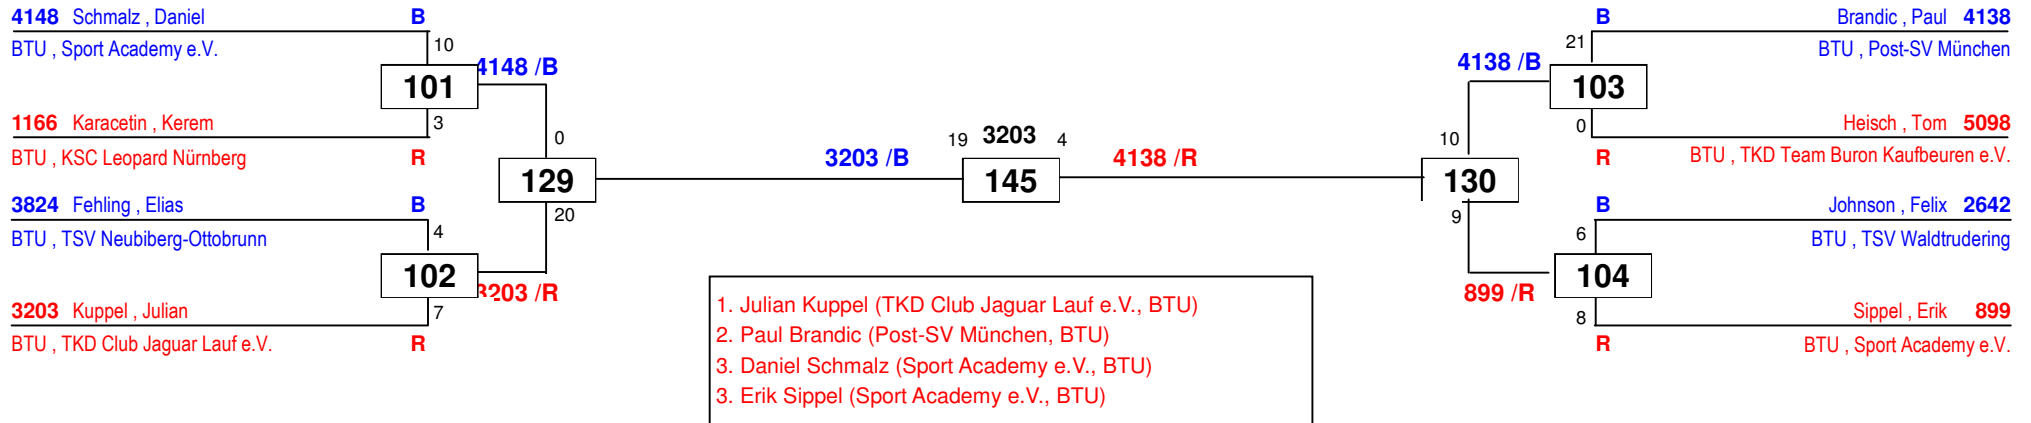 4148 Schmalz , Daniel B
BTU , Sport Academy e.V.
10
4148 /B
101
1166 Karacetin , Kerem
3
BTU , KSC Leopard Nürnberg R
0
129
20
3824 Fehling , Elias B
BTU , TSV Neubiberg-Ottobrunn
4
102
3203 /R
3203 Kuppel , Julian
7
BTU , TKD Club Jaguar Lauf e.V. R
3203 /B
19 3203 4
145
4138 /R
B Brandic , Paul 4138
21
BTU , Post-SV München
4138 /B
103
Heisch , Tom 5098
0
R BTU , TKD Team Buron Kaufbeuren e.V.
10
130
9
B Johnson , Felix 2642
6
BTU , TSV Waldtrudering
104
899 /R
Sippel , Erik 899
8
R BTU , Sport Academy e.V.
1. Julian Kuppel (TKD Club Jaguar Lauf e.V., BTU)
2. Paul Brandic (Post-SV München, BTU)
3. Daniel Schmalz (Sport Academy e.V., BTU)
3. Erik Sippel (Sport Academy e.V., BTU)